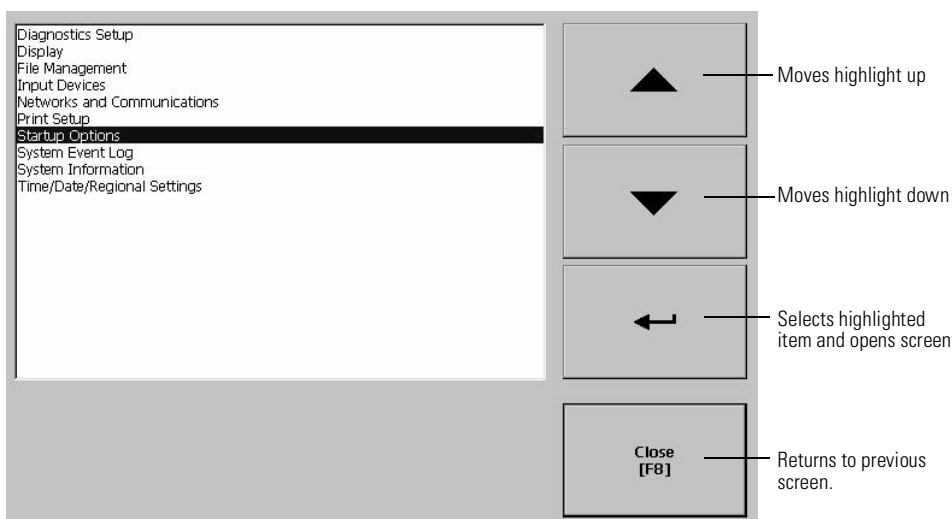 Diagnostics Setup
Display
File Management
Input Devices
Networks and Communications
Print Setup
Startup Options
System Event Log
System Information
Time/Date/Regional Settings
Moves highlight up
Moves highlight down
Selects highlighted
item and opens screen
Close
[F8]
Returns to previous
screen.